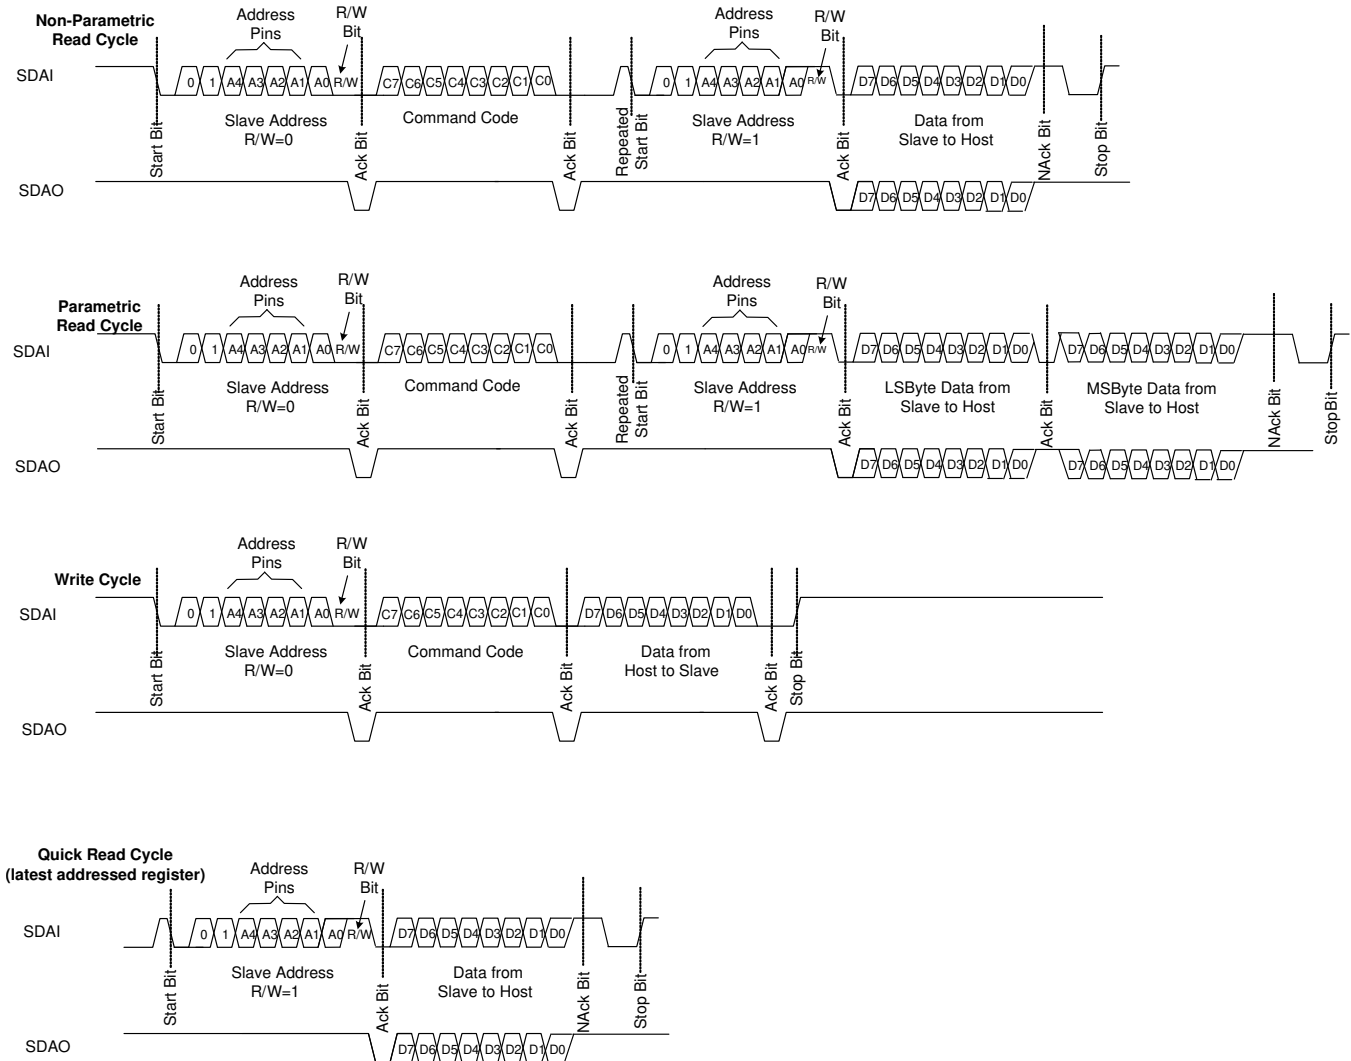 Non-Parametric
Read Cycle
Address
Pins
R/W
Bit
Address
Pins
R/W
Bit
SDAI
0 1 A4 A3 A2 A1 A0 R/W
C7 C6 C5 C4 C3 C2 C1 C0
0 1 A4 A3 A2 A1 A0 R/W
D7 D6 D5 D4 D3 D2 D1 D0
Start Bit
Slave Address
R/W=0
Ack Bit
Command Code
Ack Bit
Repeated
Start Bit
Slave Address
R/W=1
Ack Bit
Data from
Slave to Host
NAck Bit
Stop Bit
SDAO
D7 D6 D5 D4 D3 D2 D1 D0
Parametric
Read Cycle
Address
Pins
R/W
Bit
Address
Pins
R/W
Bit
SDAI
0 1 A4 A3 A2 A1 A0 R/W
C7 C6 C5 C4 C3 C2 C1 C0
0 1 A4 A3 A2 A1 A0 R/W
D7 D6 D5 D4 D3 D2 D1 D0
D7 D6 D5 D4 D3 D2 D1 D0
Start Bit
Slave Address
R/W=0
Ack Bit
Command Code
Ack Bit
Repeated
Start Bit
Slave Address
R/W=1
Ack Bit
LSByte Data from
Slave to Host
Ack Bit
MSByte Data from
Slave to Host
NAck Bit
StopBit
SDAO
D7 D6 D5 D4 D3 D2 D1 D0
D7 D6 D5 D4 D3 D2 D1 D0
Write Cycle
Address
Pins
R/W
Bit
SDAI
0 1 A4 A3 A2 A1 A0 R/W
C7 C6 C5 C4 C3 C2 C1 C0
D7 D6 D5 D4 D3 D2 D1 D0
Start Bit
Slave Address
R/W=0
Ack Bit
Command Code
Ack Bit
Data from
Host to Slave
Ack Bit
Stop Bit
SDAO
Quick Read Cycle
(latest addressed register)
Address
Pins
R/W
Bit
SDAI
0 1 A4 A3 A2 A1 A0 R/W
D7 D6 D5 D4 D3 D2 D1 D0
Start Bit
Slave Address
R/W=1
Ack Bit
Data from
Slave to Host
NAck Bit
Stop Bit
SDAO
D7 D6 D5 D4 D3 D2 D1 D0